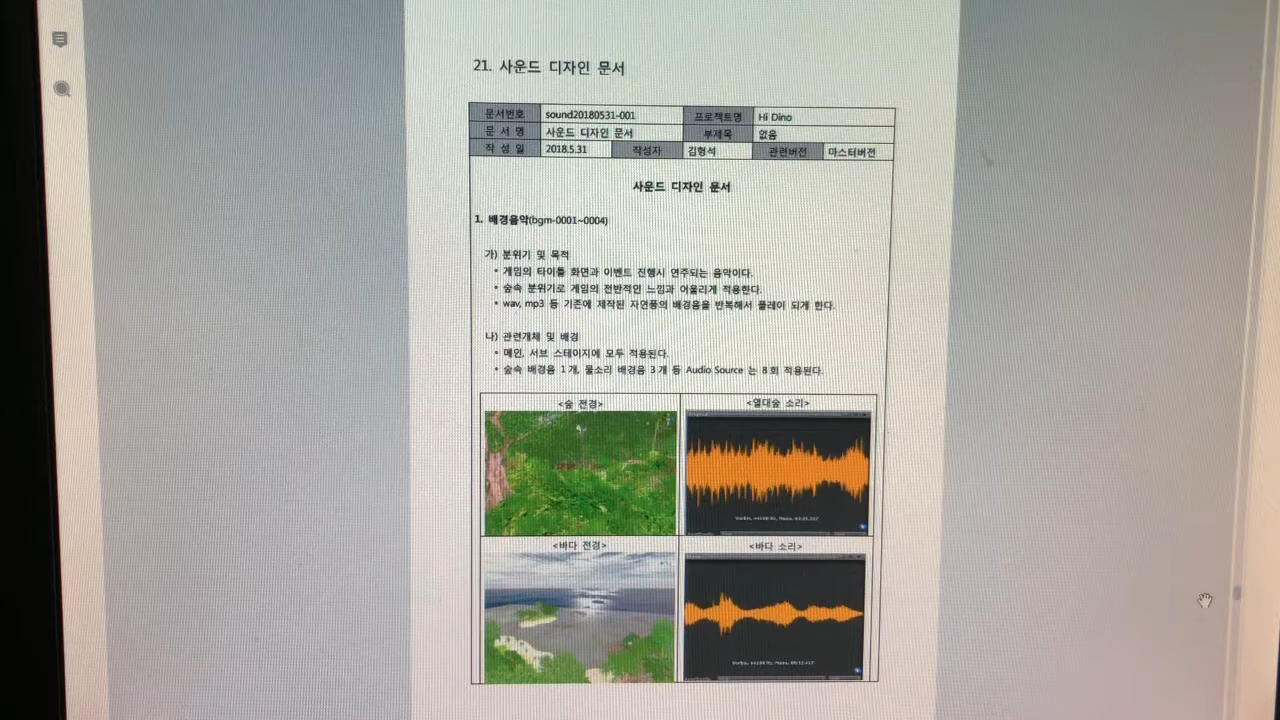 21. 사운드 디자인 문서
문서번호 sound20180531-001 프로젝트명 Hi Dino
문 서 명 사운드 디자인 문서 부제목 없음
작 성 일 2018.5.31 작성자 김형석 관련버전 마스터버전
사운드 디자인 문서
1. 배경음악(bgm-0001~0004)
가) 분위기 및 목적
• 게임의 타이틀 화면과 이벤트 진행시 연주되는 음악이다.
• 숲속 분위기로 게임의 전반적인 느낌과 어울리게 적용한다.
• wav, mp3 등 기존에 제작된 자연풍의 배경음을 반복해서 플레이 되게 한다.
나) 관련개체 및 배경
• 메인, 서브 스테이지에 모두 적용된다.
• 숲속 배경음 1개, 물소리 배경음 3개 등 Audio Source 는 8회 적용된다.
<숲 전경> <열대숲 소리>
<바다 전경> <바다 소리>